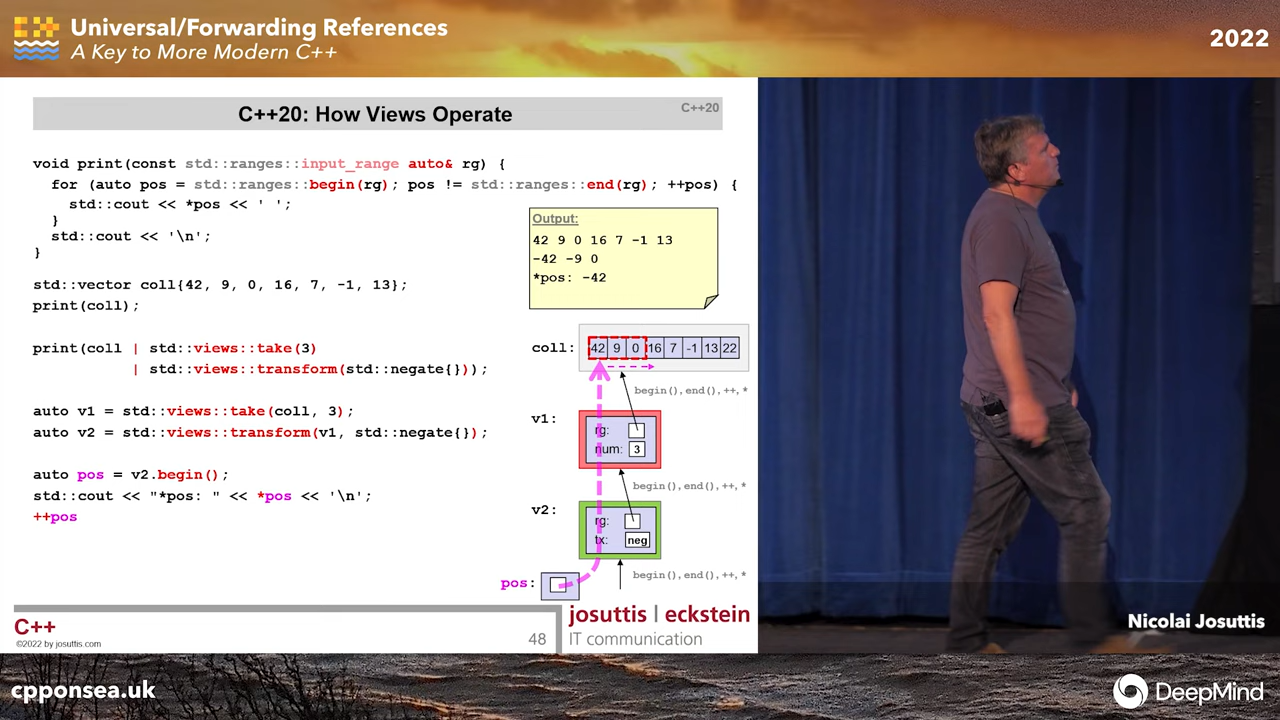 Universal/Forwarding References
A Key to More Modern C++
2022
C++20: How Views Operate
C++20
void print(const std::ranges::input_range auto& rg) {
for (auto pos = std::ranges::begin(rg); pos != std::ranges::end(rg); ++pos) {
std::cout << *pos << ' ';
}
std::cout << '\n';
}
std::vector coll{42, 9, 0, 16, 7, -1, 13};
print(coll);
print(coll | std::views::take(3)
| std::views::transform(std::negate{}));
auto v1 = std::views::take(coll, 3);
auto v2 = std::views::transform(v1, std::negate{});
auto pos = v2.begin();
std::cout << "*pos: " << *pos << '\n';
++pos
Output:
42 9 0 16 7 -1 13
-42 -9 0
*pos: -42
coll: 42 9 0 16 7 -1 13 22
begin(), end(), ++, *
v1:
rg:
num: 3
begin(), end(), ++, *
v2:
rg:
tx: neg
begin(), end(), ++, *
pos:
C++
©2022 by josuttis.com
48
josuttis | eckstein
IT communication
Nicolai Josuttis
cpponsea.uk
DeepMind